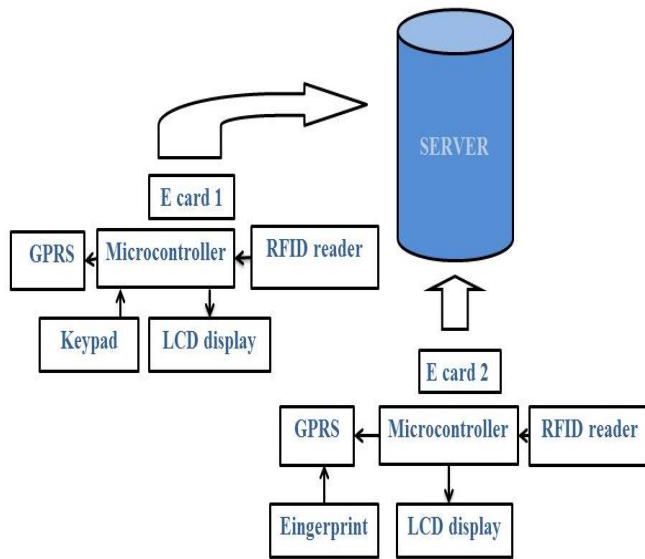 SERVER
E card 1
GPRS
Microcontroller
RFID reader
Keypad
LCD display
E card 2
GPRS
Microcontroller
RFID reader
Eingerprint
LCD display